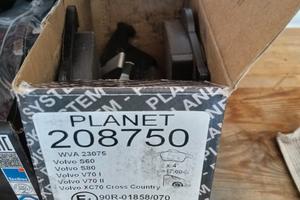 SYSTEM
PLANET
208750
WVA 23075
Volvo S60
Volvo S80
Volvo V70 I
Volvo V70 II
Volvo XC70 Cross Country
90R-01858/070